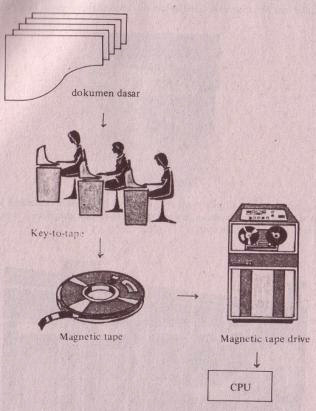 dokumen dasar
Key-to-tape
Magnetic tape
Magnetic tape drive
CPU